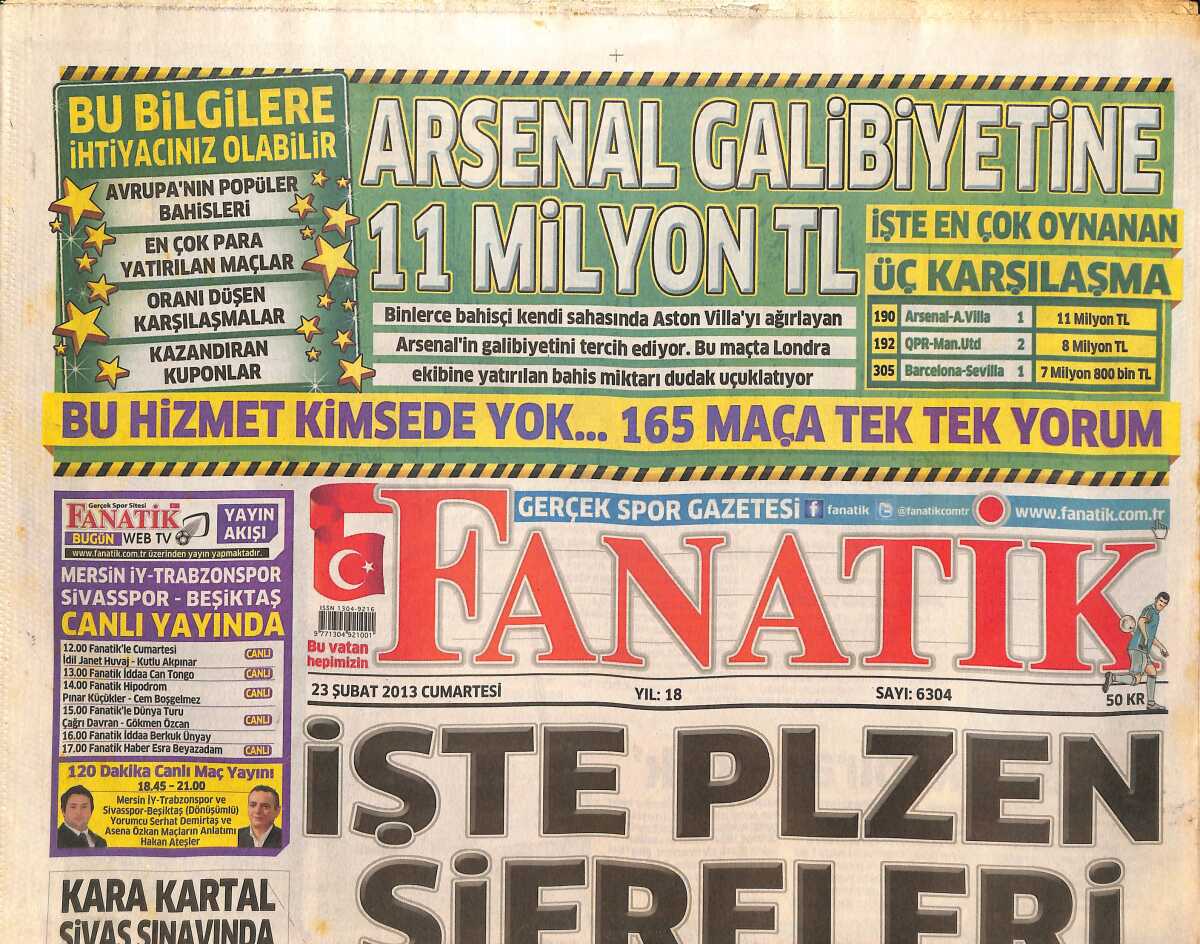 BU BİLGİLERE
İHTİYACINIZ OLABİLİR
AVRUPA'NIN POPÜLER
BAHİSLERİ
EN ÇOK PARA
YATIRILAN MAÇLAR
ORANI DÜŞEN
KARŞILAŞMALAR
KAZANDIRAN
KUPONLAR
ARSENAL GALİBİYETİNE
11 MİLYON TL
Binlerce bahisçi kendi sahasında Aston Villa'yı ağırlayan
Arsenal'in galibiyetini tercih ediyor. Bu maçta Londra
ekibine yatırılan bahis miktarı dudak uçuklatıyor
İŞTE EN ÇOK OYNANAN
ÜÇ KARŞILAŞMA
190 Arsenal-A.Villa 1 11 Milyon TL
192 QPR-Man.Utd 2 8 Milyon TL
305 Barcelona-Sevilla 1 7 Milyon 800 bin TL
BU HİZMET KİMSEDE YOK... 165 MAÇA TEK TEK YORUM
Gerçek Spor Sitesi
FANATİK
BUGÜN WEB TV
YAYIN
AKIŞI
www.fanatik.com.tr üzerinden yayın yapmaktadır.
MERSİN İY-TRABZONSPOR
SİVASSPOR - BEŞİKTAŞ
CANLI YAYINDA
12.00 Fanatik'le Cumartesi
İdil Janet Huvaj - Kutlu Akpınar CANLI
13.00 Fanatik İddaa Can Tongo CANLI
14.00 Fanatik Hipodrom
Pınar Küçükler - Cem Boşgelmez CANLI
15.00 Fanatik'le Dünya Turu
Çağrı Davran - Gökmen Özcan CANLI
16.00 Fanatik İddaa Berkuk Ünyay
17.00 Fanatik Haber Esra Beyazadam CANLI
120 Dakika Canlı Maç Yayını
18.45 - 21.00
Mersin İY-Trabzonspor ve
Sivasspor-Beşiktaş (Dönüşümlü)
Yorumcu Serhat Demirtaş ve
Asena Özkan Maçların Anlatımı
Hakan Ateşler
GERÇEK SPOR GAZETESİ fanatik @fanatikcomtr www.fanatik.com.tr
FANATİK
ISSN 1304-9216
9 771304 921001
Bu vatan
hepimizin
23 ŞUBAT 2013 CUMARTESİ YIL: 18 SAYI: 6304 50 KR
İŞTE PLZEN
ŞİFRELERİ
KARA KARTAL
SİVAS SINAVINDA